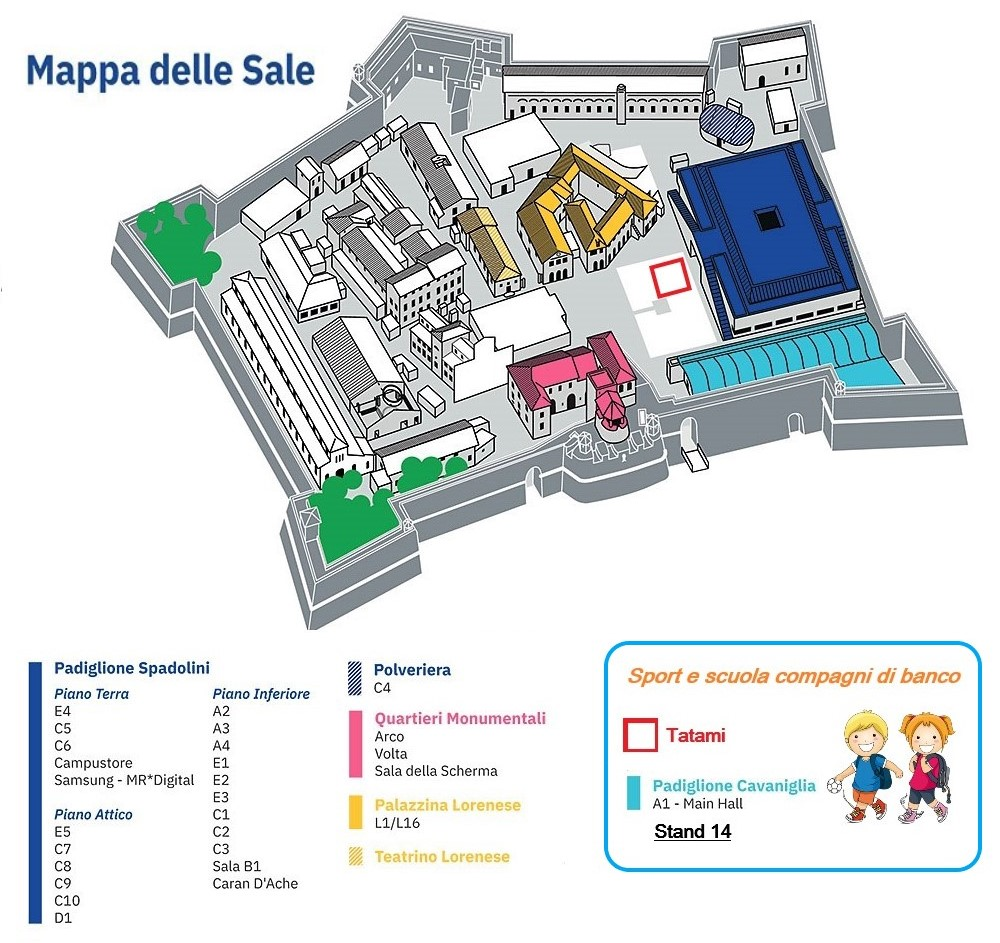 Mappa delle Sale
Padiglione Spadolini
Piano Terra
E4
C5
C6
Campustore
Samsung - MR*Digital
Piano Attico
E5
C7
C8
C9
C10
D1
Piano Inferiore
A2
A3
A4
E1
E2
E3
C1
C2
C3
Sala B1
Caran D'Ache
Polveriera
C4
Quartieri Monumentali
Arco
Volta
Sala della Scherma
Palazzina Lorenese
L1/L16
Teatrino Lorenese
Sport e scuola compagni di banco
Tatami
Padiglione Cavaniglia
A1 - Main Hall
Stand 14